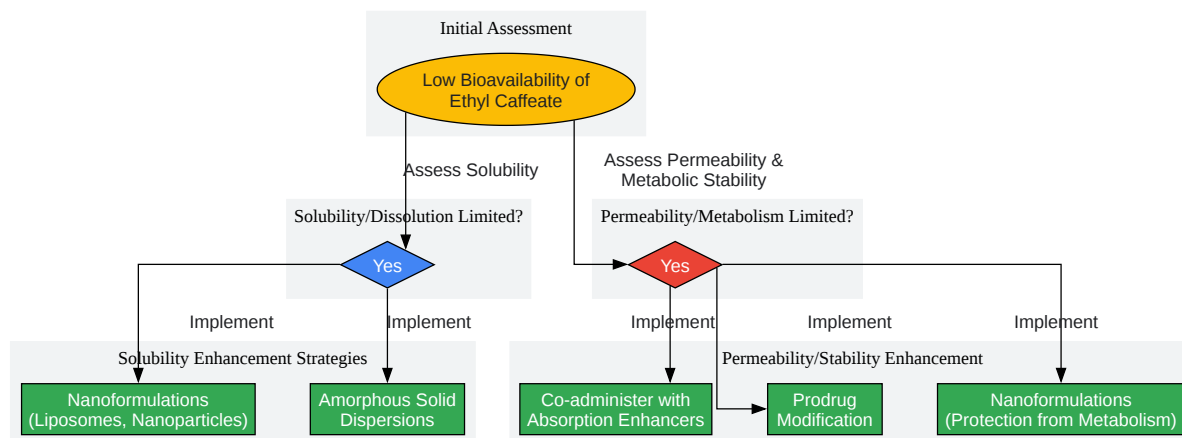 Initial Assessment
Low Bioavailability of
Ethyl Caffeate
Assess Solubility
Assess Permeability &
Metabolic Stability
Solubility/Dissolution Limited?
Permeability/Metabolism Limited?
Yes
Yes
Implement
Implement
Implement
Implement
Implement
Solubility Enhancement Strategies
Permeability/Stability Enhancement
Nanoformulations
(Liposomes, Nanoparticles)
Amorphous Solid
Dispersions
Co-administer with
Absorption Enhancers
Prodrug
Modification
Nanoformulations
(Protection from Metabolism)